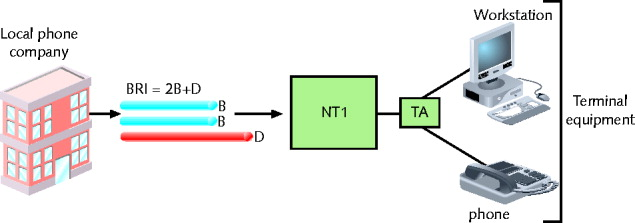 Local phone
company
BRI = 2B+D
B
B
D
NT1
TA
Workstation
phone
Terminal
equipment